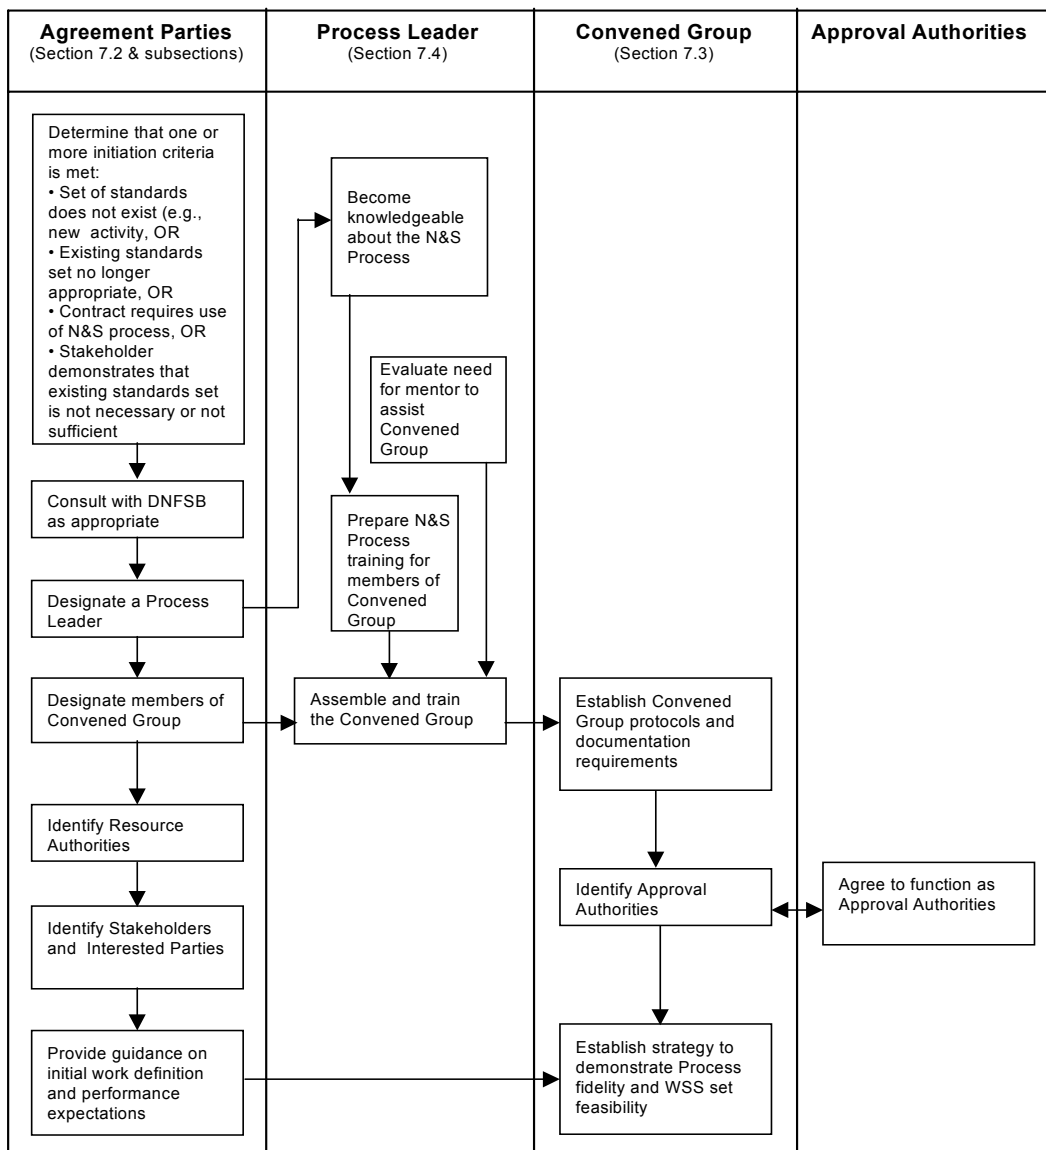 Agreement Parties
(Section 7.2 & subsections)
Process Leader
(Section 7.4)
Convened Group
(Section 7.3)
Approval Authorities
Determine that one or
more initiation criteria
is met:
• Set of standards
does not exist (e.g.,
new activity, OR
• Existing standards
set no longer
appropriate, OR
• Contract requires use
of N&S process, OR
• Stakeholder
demonstrates that
existing standards set
is not necessary or not
sufficient
Consult with DNFSB
as appropriate
Designate a Process
Leader
Designate members of
Convened Group
Identify Resource
Authorities
Identify Stakeholders
and Interested Parties
Provide guidance on
initial work definition
and performance
expectations
Become
knowledgeable
about the N&S
Process
Evaluate need
for mentor to
assist
Convened
Group
Prepare N&S
Process
training for
members of
Convened
Group
Assemble and train
the Convened Group
Establish Convened
Group protocols and
documentation
requirements
Identify Approval
Authorities
Establish strategy to
demonstrate Process
fidelity and WSS set
feasibility
Agree to function as
Approval Authorities